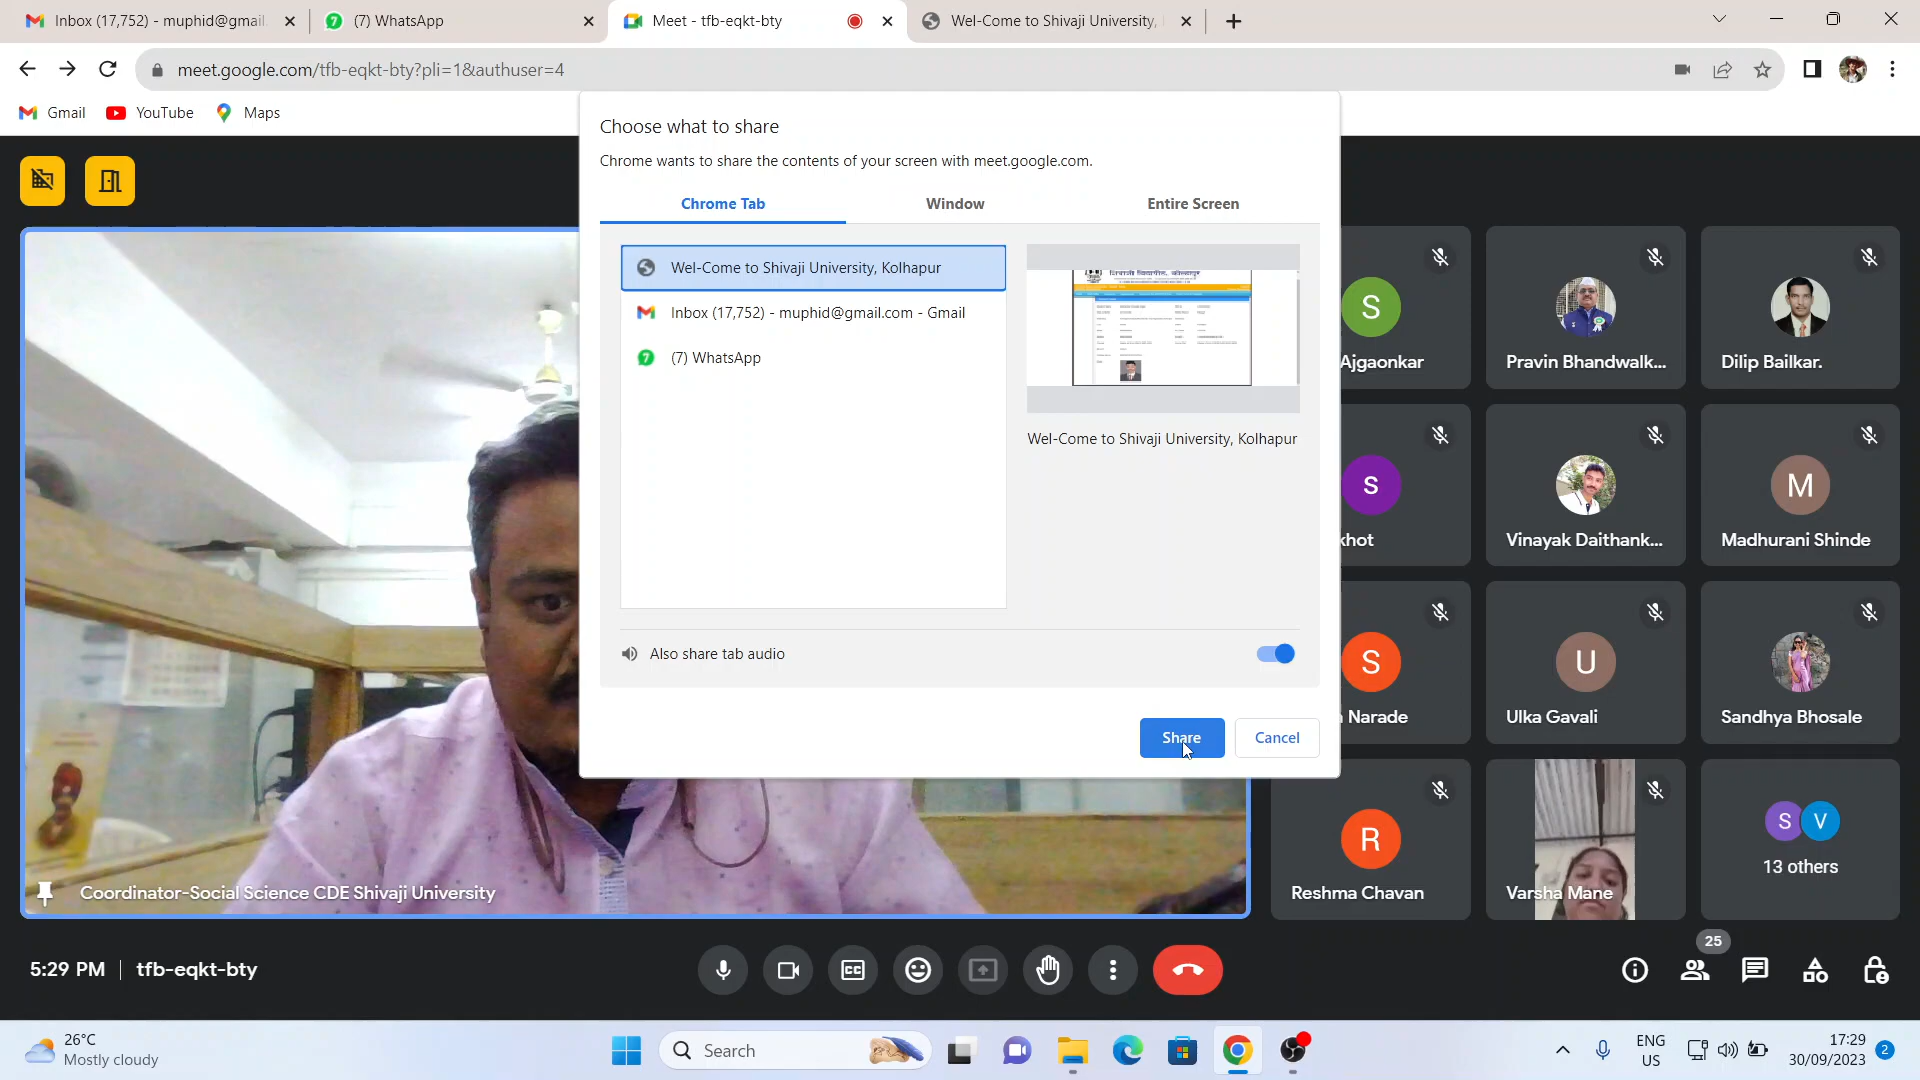 Inbox (17,752) - muphid@gmail.
(7) WhatsApp
Meet - tfb-eqkt-bty
Wel-Come to Shivaji University,
meet.google.com/tfb-eqkt-bty?pli=1&authuser=4
Gmail
YouTube
Maps
Choose what to share
Chrome wants to share the contents of your screen with meet.google.com.
Chrome Tab
Window
Entire Screen
Wel-Come to Shivaji University, Kolhapur
Inbox (17,752) - muphid@gmail.com - Gmail
7
(7) WhatsApp
शिवाजी विद्यापीठ, कोल्हापूर
Wel-Come to Shivaji University, Kolhapur
Also share tab audio
Share
Cancel
S
Ajgaonkar
Pravin Bhandwalk...
Dilip Bailkar.
S
khot
Vinayak Daithank...
M
Madhurani Shinde
S
Narade
U
Ulka Gavali
Sandhya Bhosale
R
Reshma Chavan
Varsha Mane
S V
13 others
Coordinator-Social Science CDE Shivaji University
5:29 PM
tfb-eqkt-bty
CC
25
26°C
Mostly cloudy
Search
ENG
US
17:29
30/09/2023
2